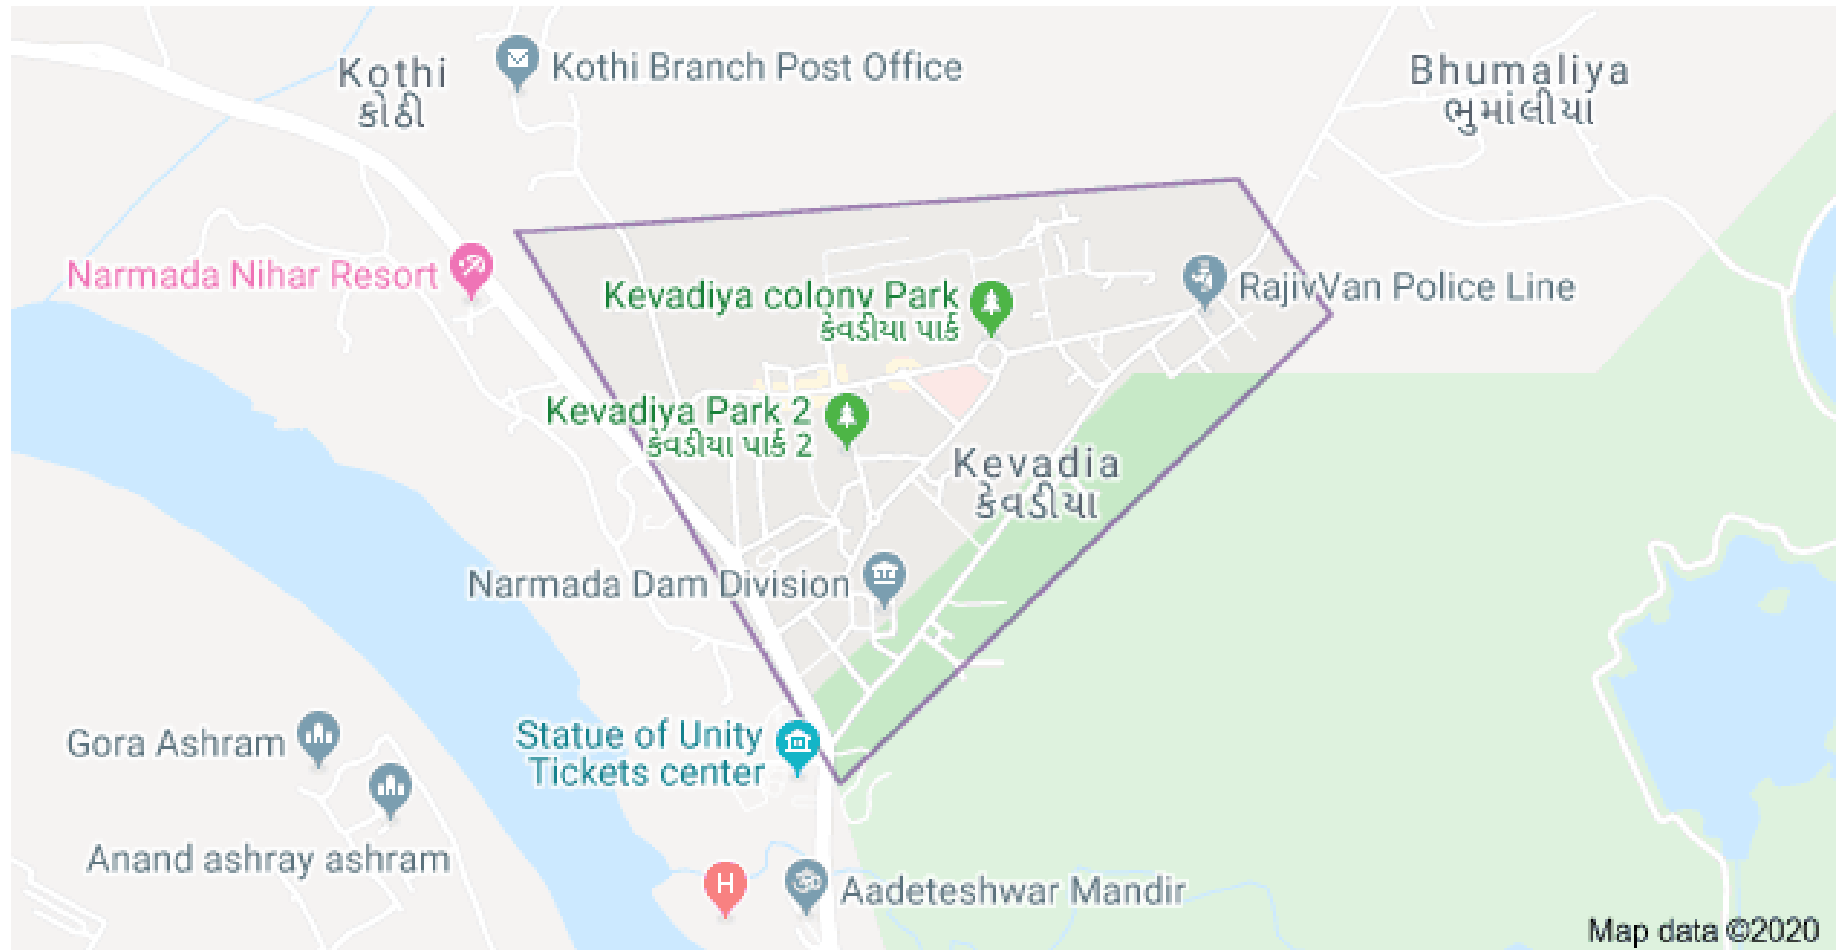 Kothi
કોઠી
Kothi Branch Post Office
Bhumaliya
ભુમાંલીયા
Narmada Nihar Resort
Kevadiya colony Park
કેવડીયા પાર્ક
RajivVan Police Line
Kevadiya Park 2
કેવડીયા પાર્ક 2
Kevadia
કેવડીયા
Narmada Dam Division
Statue of Unity
Tickets center
Gora Ashram
Anand ashray ashram
H
Aadeteshwar Mandir
Map data ©2020